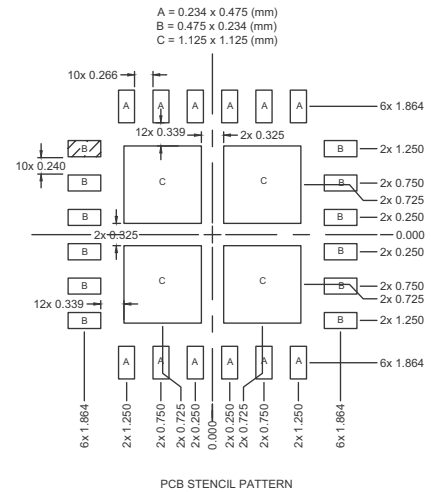 A = 0.234 x 0.475 (mm)
B = 0.475 x 0.234 (mm)
C = 1.125 x 1.125 (mm)
10x 0.266
A A A A A A
6x 1.864
12x 0.339
2x 0.325
B
B
2x 1.250
10x 0.240
B
C
C
B
2x 0.750
2x 0.725
B
B
2x 0.250
2x 0.325
0.000
B
B
2x 0.250
B
C
C
B
2x 0.750
2x 0.725
12x 0.339
B
B
2x 1.250
A A A A A A
6x 1.864
6x 1.864
2x 1.250
2x 0.750
2x 0.725
2x 0.250
0.000
2x 0.250
2x 0.725
2x 0.750
2x 1.250
6x 1.864
PCB STENCIL PATTERN